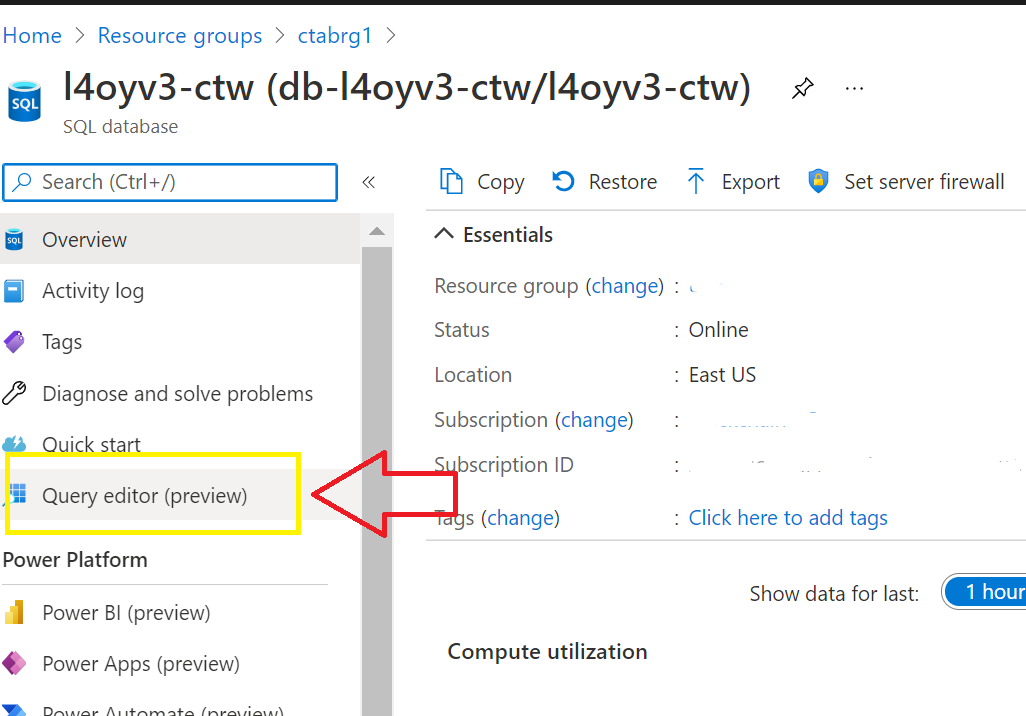 Home > Resource groups > ctabrg1 >
l4oyv3-ctw (db-l4oyv3-ctw/l4oyv3-ctw) ...
SQL
SQL database
Search (Ctrl+/) «
Copy Restore Export Set server firewall
SQL Overview
Activity log
Tags
Diagnose and solve problems
Quick start
Query editor (preview)
Power Platform
Power BI (preview)
Power Apps (preview)
Power Automate (preview)
Essentials
Resource group (change) :
Status : Online
Location : East US
Subscription (change) :
Subscription ID :
Tags (change) : Click here to add tags
Show data for last: 1 hour
Compute utilization